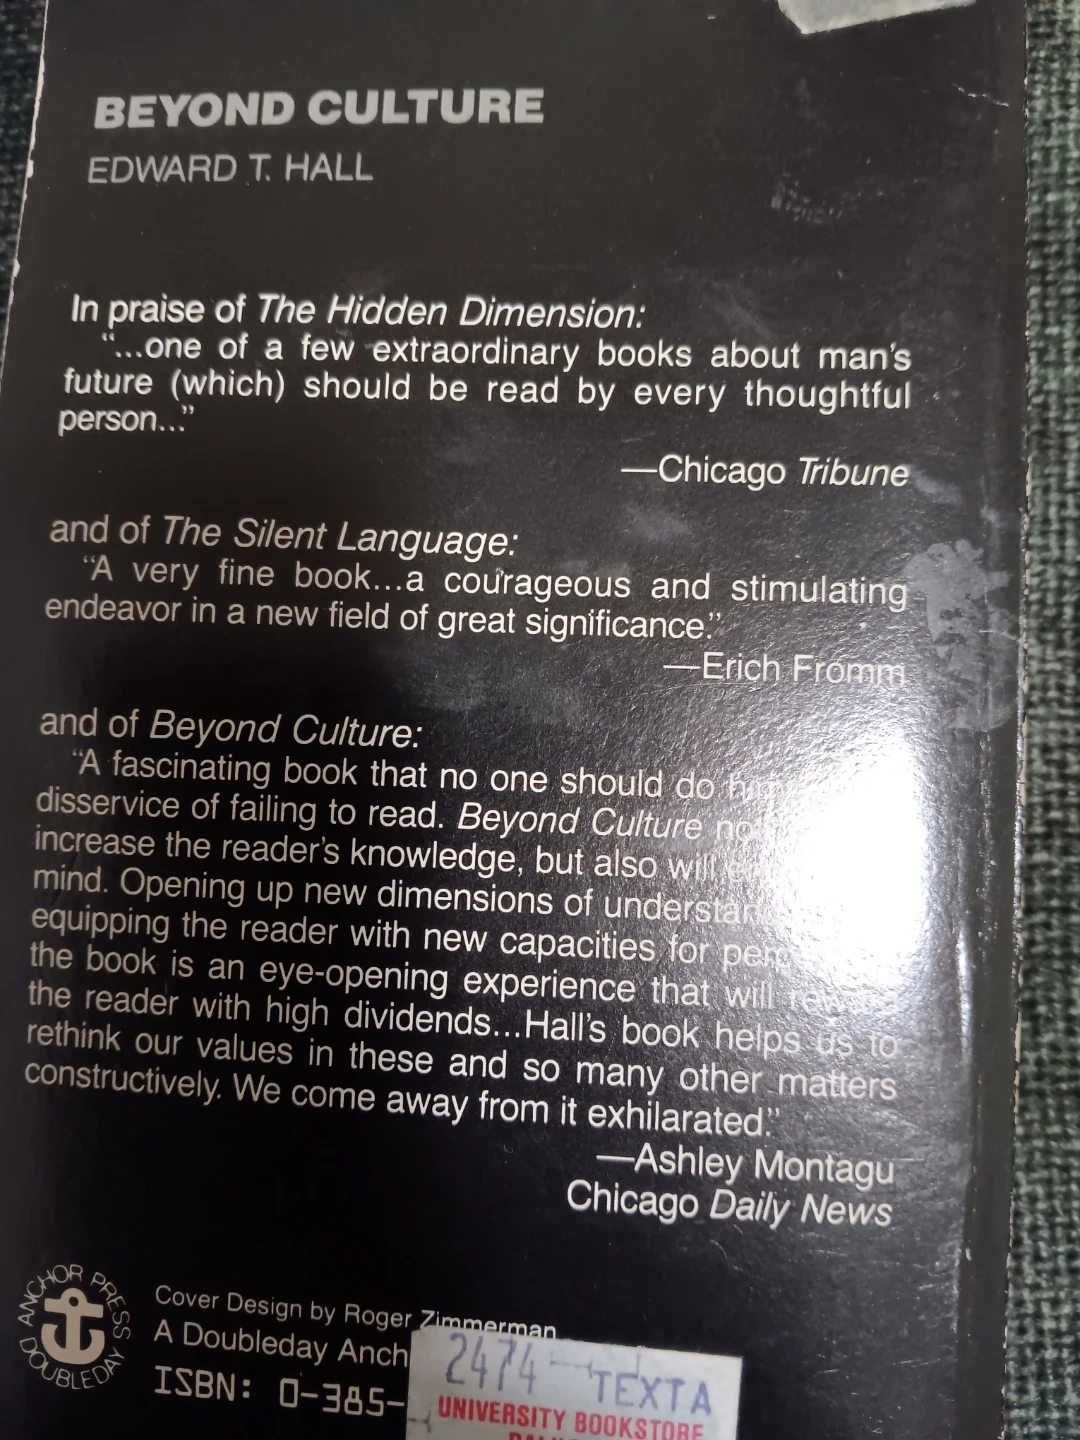 BEYOND CULTURE
EDWARD T. HALL
In praise of The Hidden Dimension:
"...one of a few extraordinary books about man's
future (which) should be read by every thoughtful
person..."
—Chicago Tribune
and of The Silent Language:
"A very fine book...a courageous and stimulating
endeavor in a new field of great significance."
—Erich Fromm
and of Beyond Culture:
"A fascinating book that no one should do
disservice of failing to read. Beyond Culture
increase the reader's knowledge, but also will
mind. Opening up new dimensions of
equipping the reader with new capacities for
the book is an eye-opening experience that will
the reader with high dividends...Hall's book helps us to
rethink our values in these and so many other matters
constructively. We come away from it exhilarated."
—Ashley Montagu
Chicago Daily News
ANCHOR PRESS
DOUBLEDAY
Cover Design by Roger Zimmerman
A Doubleday Anch
ISBN: 0-385-
2474 TEXTA
UNIVERSITY BOOKSTORE